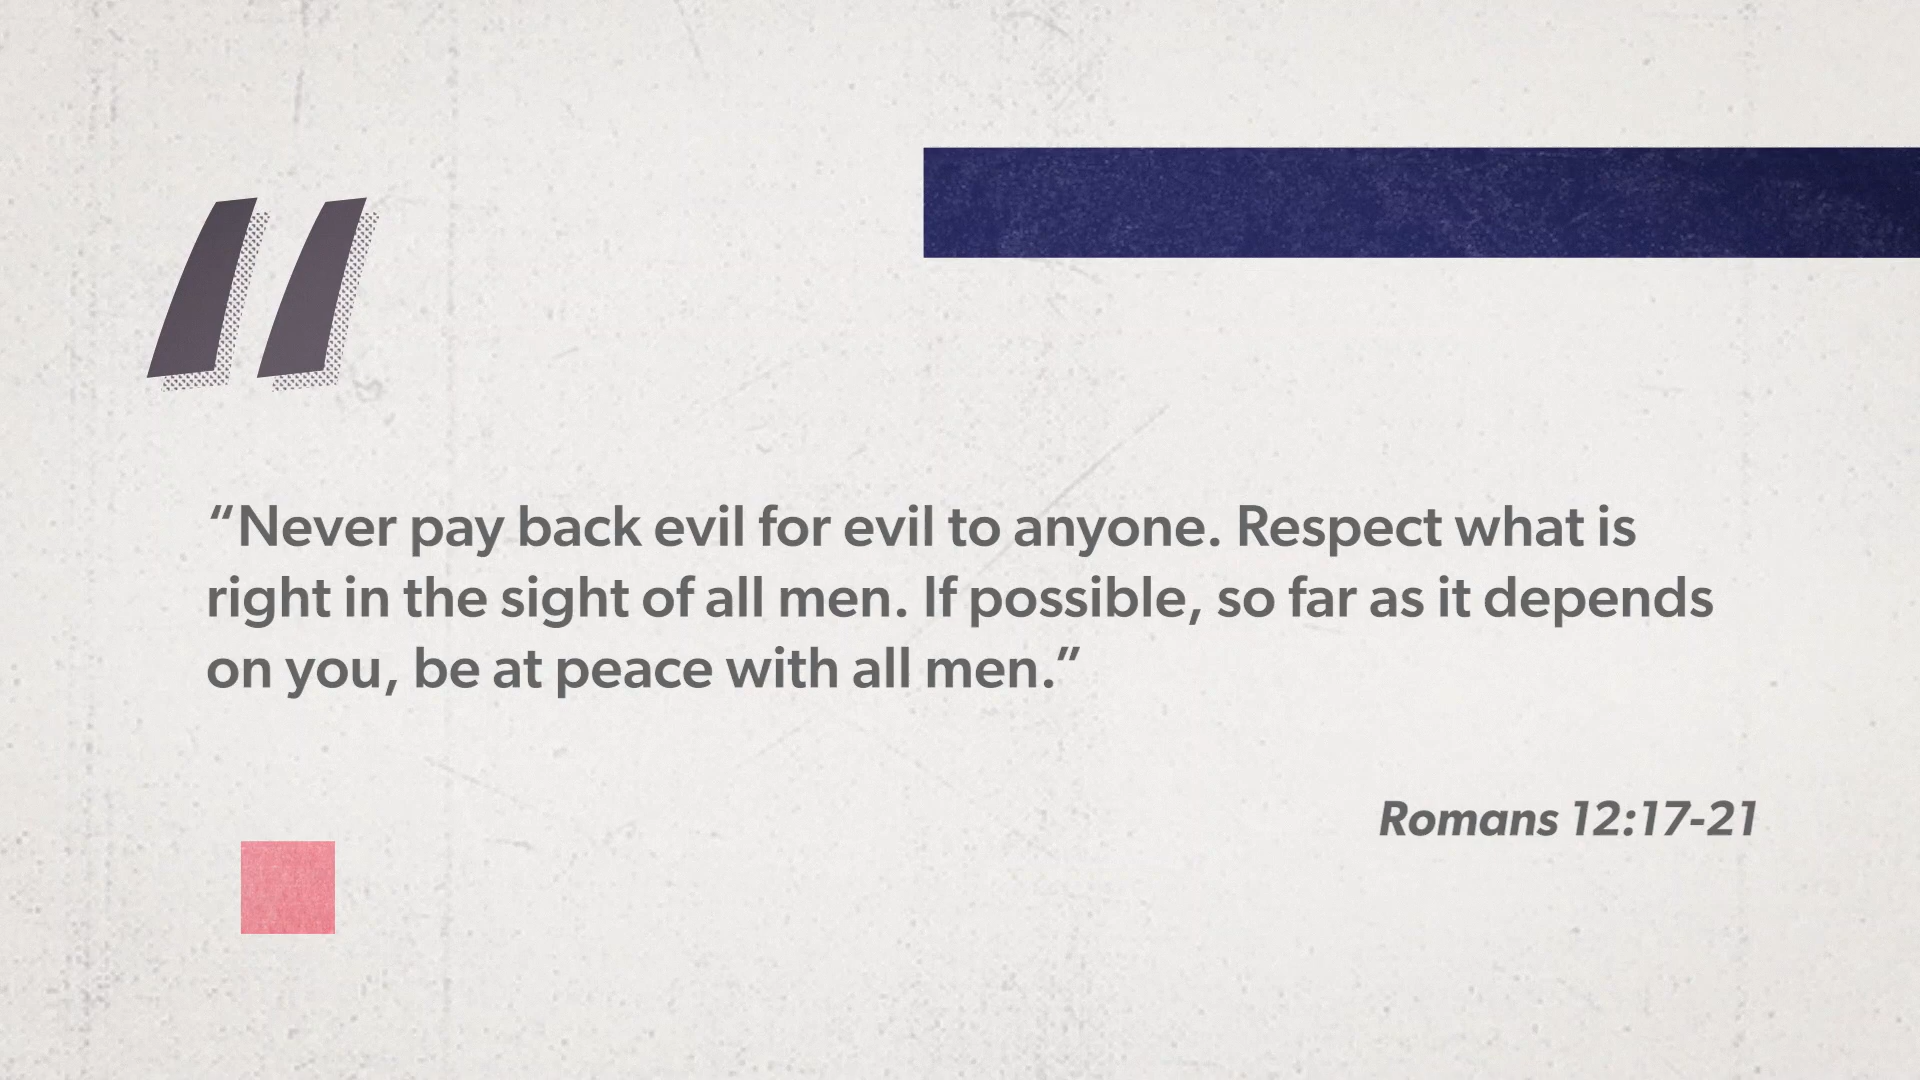 “Never pay back evil for evil to anyone. Respect what is
right in the sight of all men. If possible, so far as it depends
on you, be at peace with all men.”
Romans 12:17-21